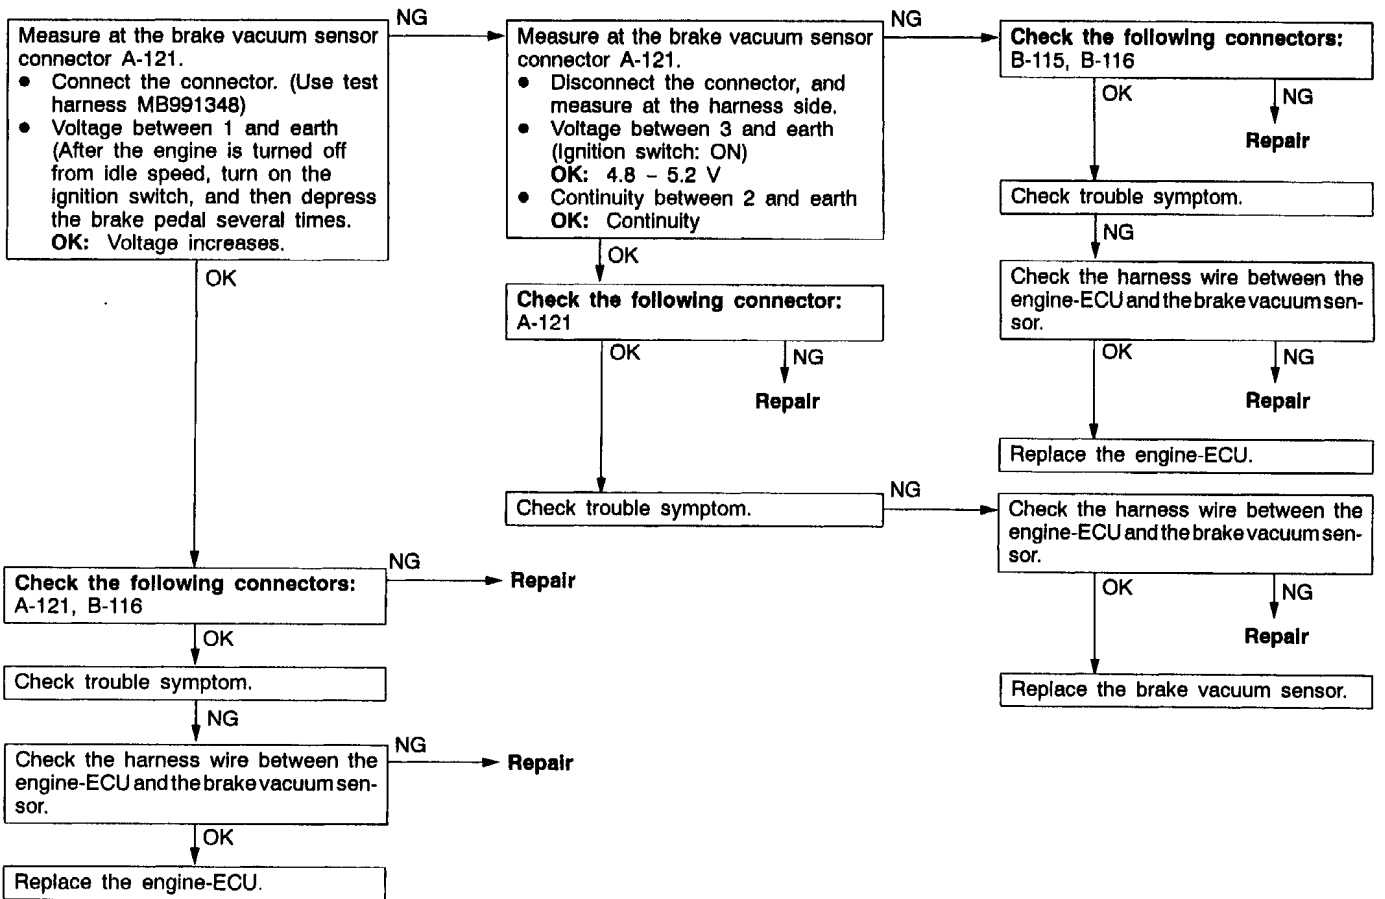 Measure at the brake vacuum sensor
connector A-121.
● Connect the connector. (Use test
harness MB991348)
● Voltage between 1 and earth
(After the engine is turned off
from idle speed, turn on the
ignition switch, and then depress
the brake pedal several times.
OK: Voltage increases.
NG
OK
Measure at the brake vacuum sensor
connector A-121.
● Disconnect the connector, and
measure at the harness side.
● Voltage between 3 and earth
(Ignition switch: ON)
OK: 4.8 – 5.2 V
● Continuity between 2 and earth
OK: Continuity
NG
OK
Check the following connectors:
B-115, B-116
OK
NG
Repair
Check trouble symptom.
NG
Check the harness wire between the
engine-ECU and the brake vacuum sen-
sor.
OK
NG
Repair
Replace the engine-ECU.
Check the following connector:
A-121
OK
NG
Repair
Check trouble symptom.
NG
Check the harness wire between the
engine-ECU and the brake vacuum sen-
sor.
OK
NG
Repair
Replace the brake vacuum sensor.
Check the following connectors:
A-121, B-116
NG
Repair
OK
Check trouble symptom.
NG
Check the harness wire between the
engine-ECU and the brake vacuum sen-
sor.
NG
Repair
OK
Replace the engine-ECU.